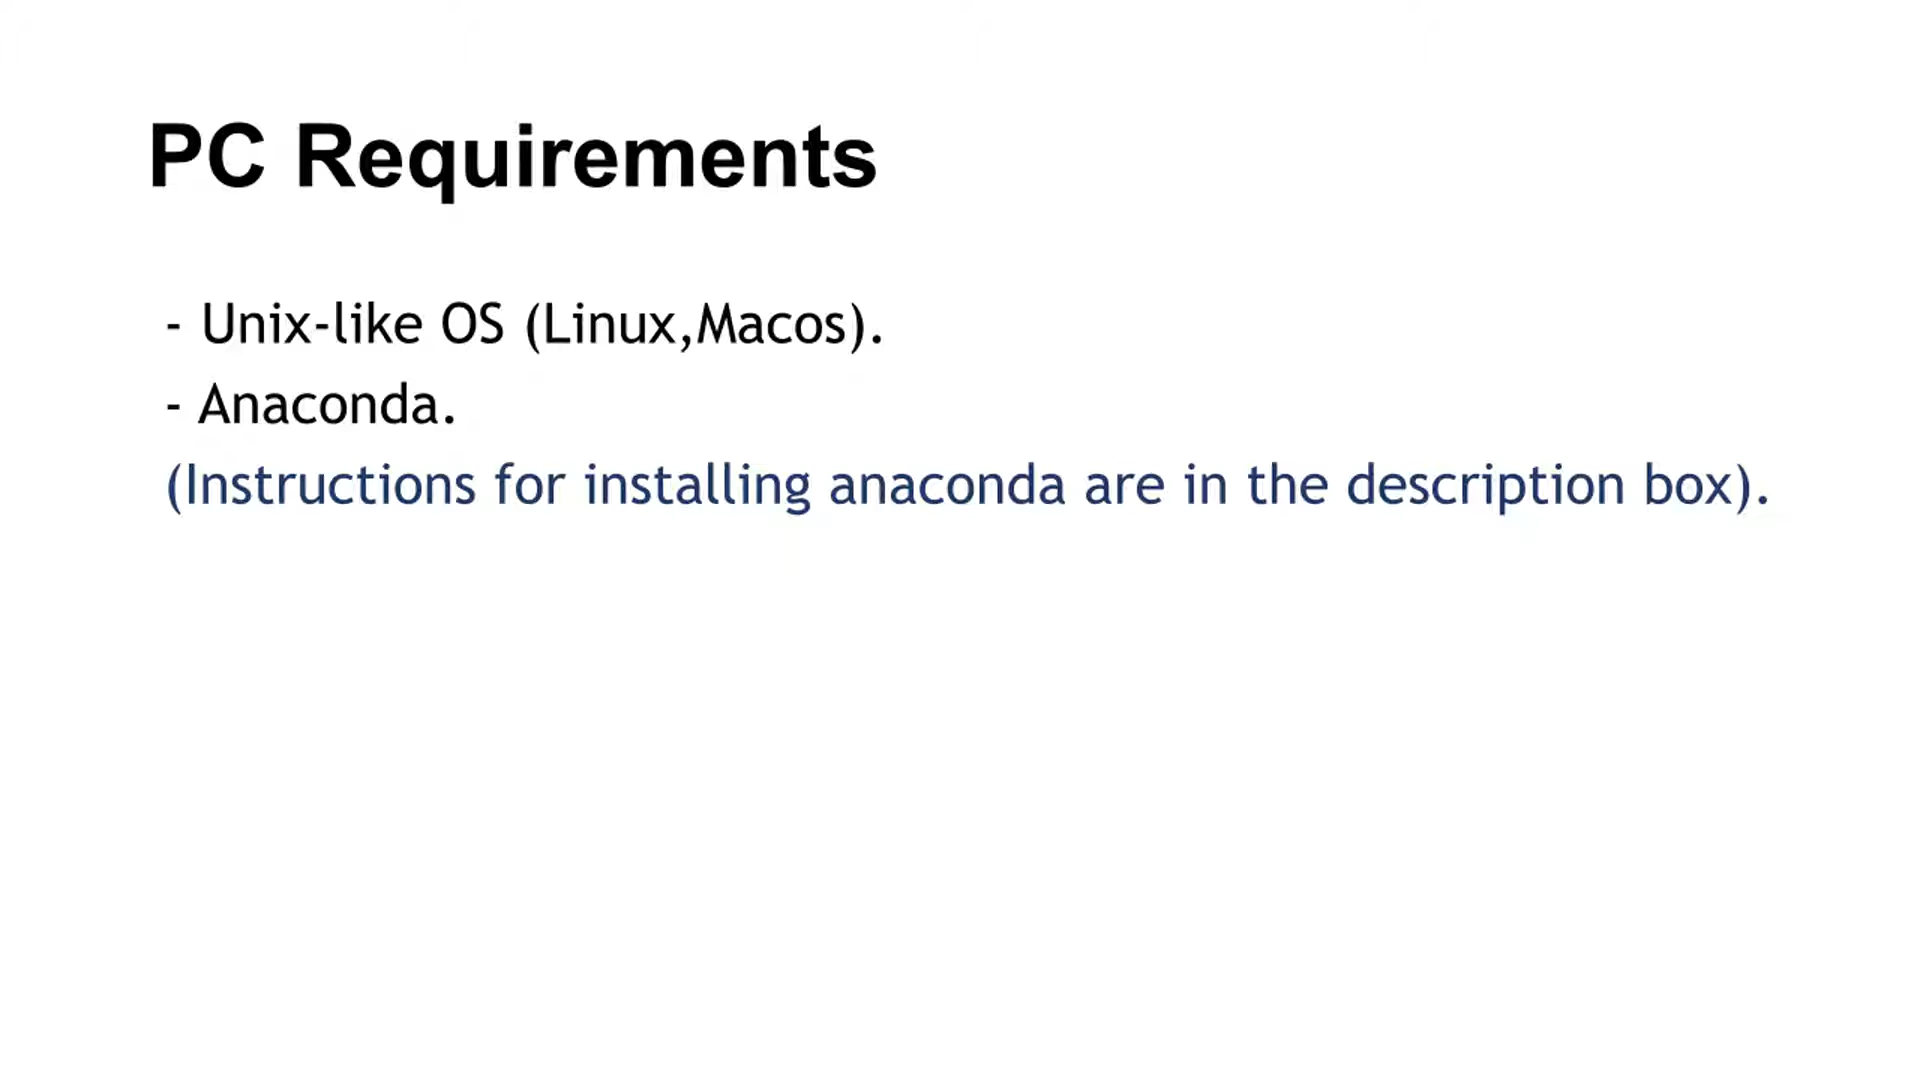 PC Requirements
- Unix-like OS (Linux,Macos).
- Anaconda.
(Instructions for installing anaconda are in the description box).